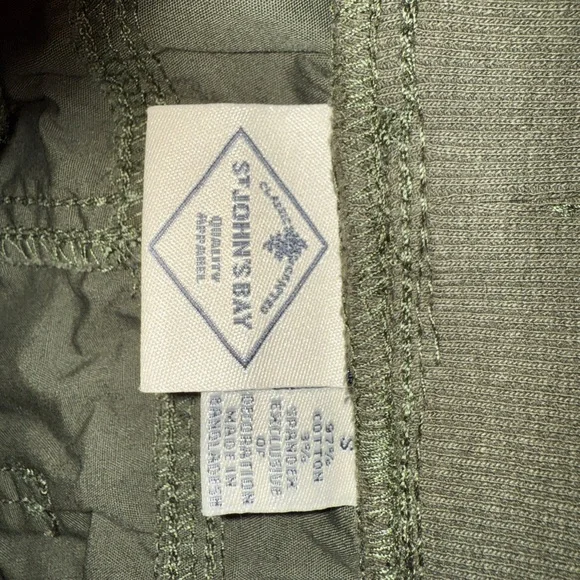 CLASSIC CRAFTED
ST JOHN'S BAY
QUALITY
APPAREL
S
97%
COTTON
3%
SPANDEX
EXCLUSIVE
OF
DECORATION
MADE IN
BANGLADESH